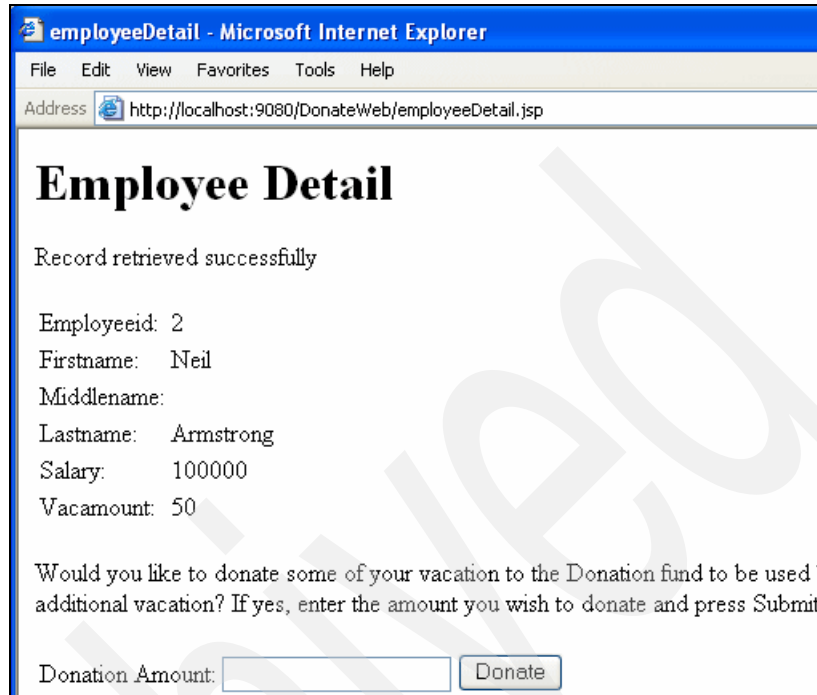 employeeDetail - Microsoft Internet Explorer
File Edit View Favorites Tools Help
Address http://localhost:9080/DonateWeb/employeeDetail.jsp
Employee Detail
Record retrieved successfully
Employeeid: 2
Firstname: Neil
Middlename:
Lastname: Armstrong
Salary: 100000
Vacamount: 50
Would you like to donate some of your vacation to the Donation fund to be used
additional vacation? If yes, enter the amount you wish to donate and press Submit
Donation Amount: Donate